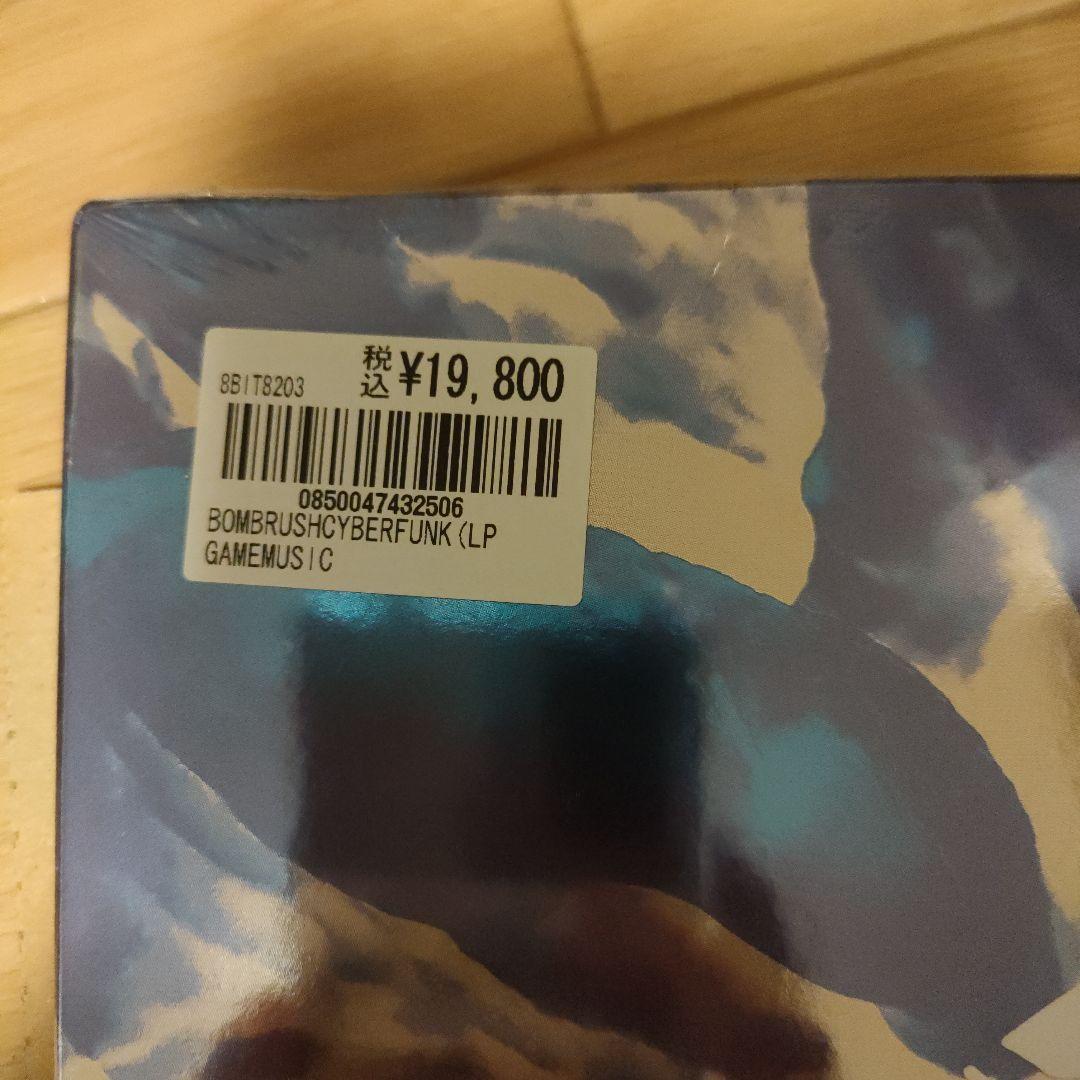 8BIT8203 税込 ¥19,800
0850047432506
BOMBRUSHCYBERFUNK(LP
GAMEMUSIC